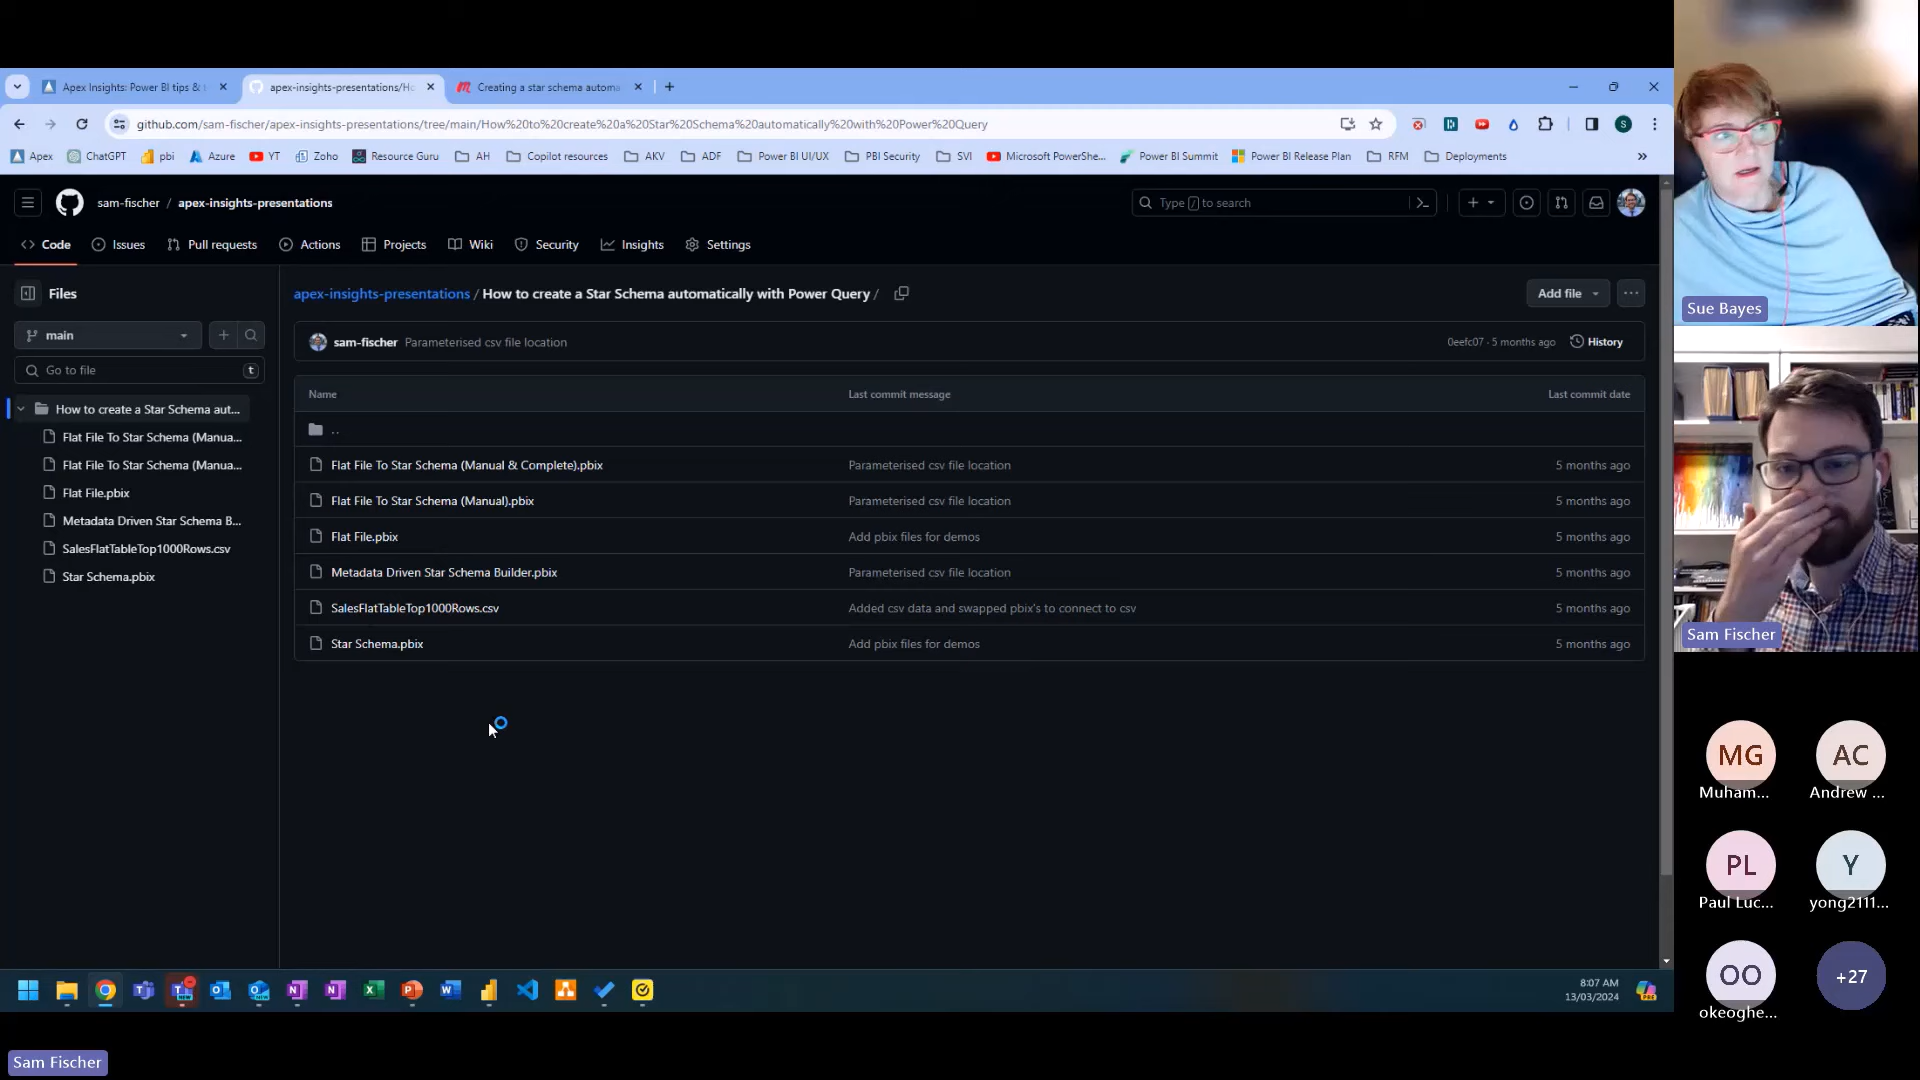 Apex Insights: Power BI tips &
apex-insights-presentations/Ho
Creating a star schema automa
github.com/sam-fischer/apex-insights-presentations/tree/main/How%20to%20create%20a%20Star%20Schema%20automatically%20with%20Power%20Query
Apex
ChatGPT
pbi
Azure
YT
Zoho
Resource Guru
AH
Copilot resources
AKV
ADF
Power BI UI/UX
PBI Security
SVI
Microsoft PowerShe...
Power BI Summit
Power BI Release Plan
RFM
Deployments
sam-fischer / apex-insights-presentations
Type / to search
Code
Issues
Pull requests
Actions
Projects
Wiki
Security
Insights
Settings
Files
main
Go to file
t
How to create a Star Schema aut...
Flat File To Star Schema (Manua...
Flat File To Star Schema (Manua...
Flat File.pbix
Metadata Driven Star Schema B...
SalesFlatTableTop1000Rows.csv
Star Schema.pbix
apex-insights-presentations / How to create a Star Schema automatically with Power Query /
Add file
sam-fischer Parameterised csv file location
0eefc07 · 5 months ago
History
Name Last commit message Last commit date
..
Flat File To Star Schema (Manual & Complete).pbix Parameterised csv file location 5 months ago
Flat File To Star Schema (Manual).pbix Parameterised csv file location 5 months ago
Flat File.pbix Add pbix files for demos 5 months ago
Metadata Driven Star Schema Builder.pbix Parameterised csv file location 5 months ago
SalesFlatTableTop1000Rows.csv Added csv data and swapped pbix's to connect to csv 5 months ago
Star Schema.pbix Add pbix files for demos 5 months ago
8:07 AM
13/03/2024
Sue Bayes
Sam Fischer
MG
Muham...
AC
Andrew ...
PL
Paul Luc...
Y
yong2111...
OO
okeoghe...
+27
Sam Fischer